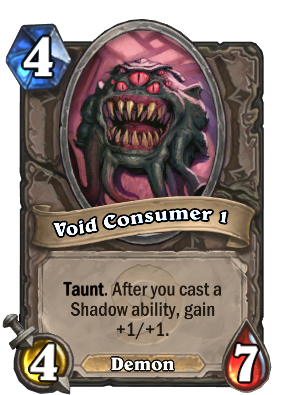 4
Void Consumer 1
Taunt. After you cast a
Shadow ability, gain
+1/+1.
4
Demon
7